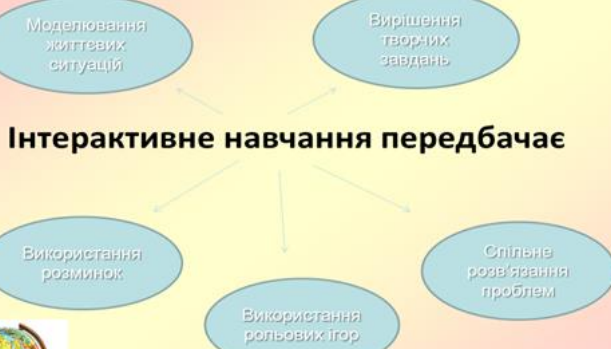 Моделювання
життєвих
ситуацій
Вирішення
творчих
завдань
Інтерактивне навчання передбачає
Використання
розминок
Спільне
розв'язання
проблем
Використання
рольових ігор